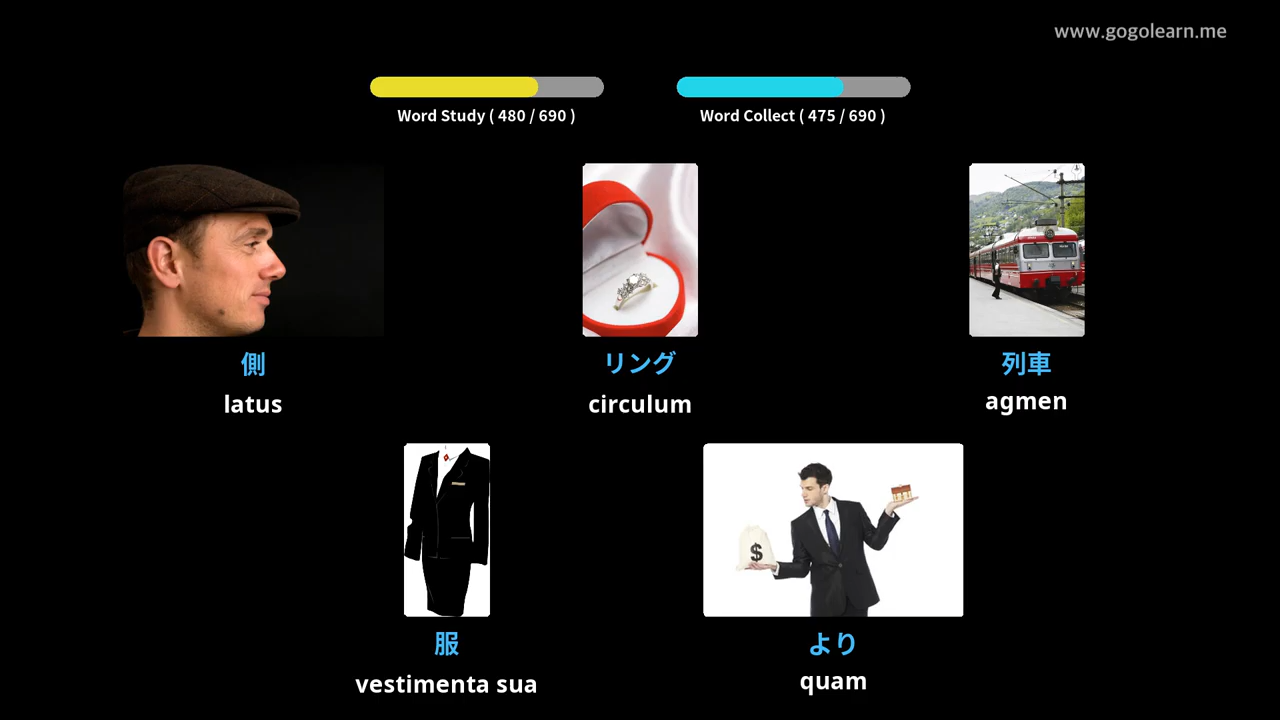 www.gogolearn.me
Word Study ( 480 / 690 )
Word Collect ( 475 / 690 )
側
latus
リング
circulum
列車
agmen
$
服
vestimenta sua
より
quam